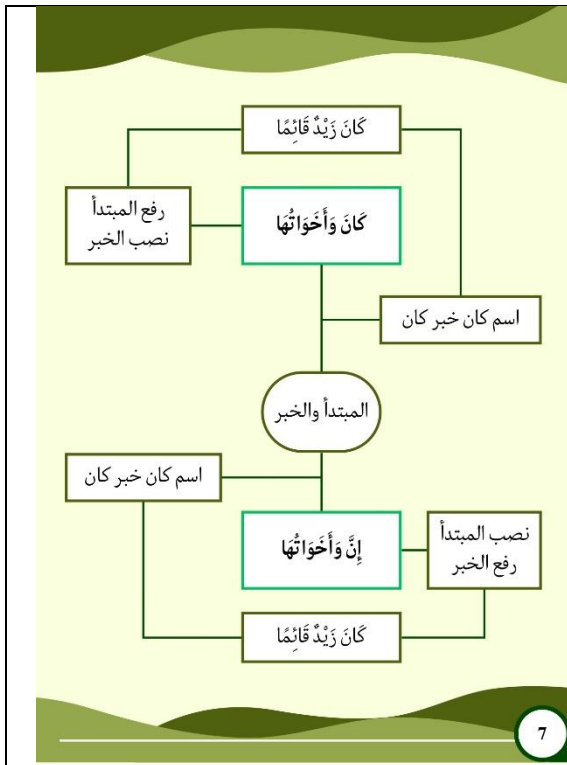 كَانَ زَيْدٌ قَائِمًا
كَانَ وَأَخَوَاتُهَا
رفع المبتدأ
نصب الخبر
اسم كان خبر كان
المبتدأ والخبر
اسم كان خبر كان
نصب المبتدأ
رفع الخبر
إِنَّ وَأَخَوَاتُهَا
كَانَ زَيْدٌ قَائِمًا
7